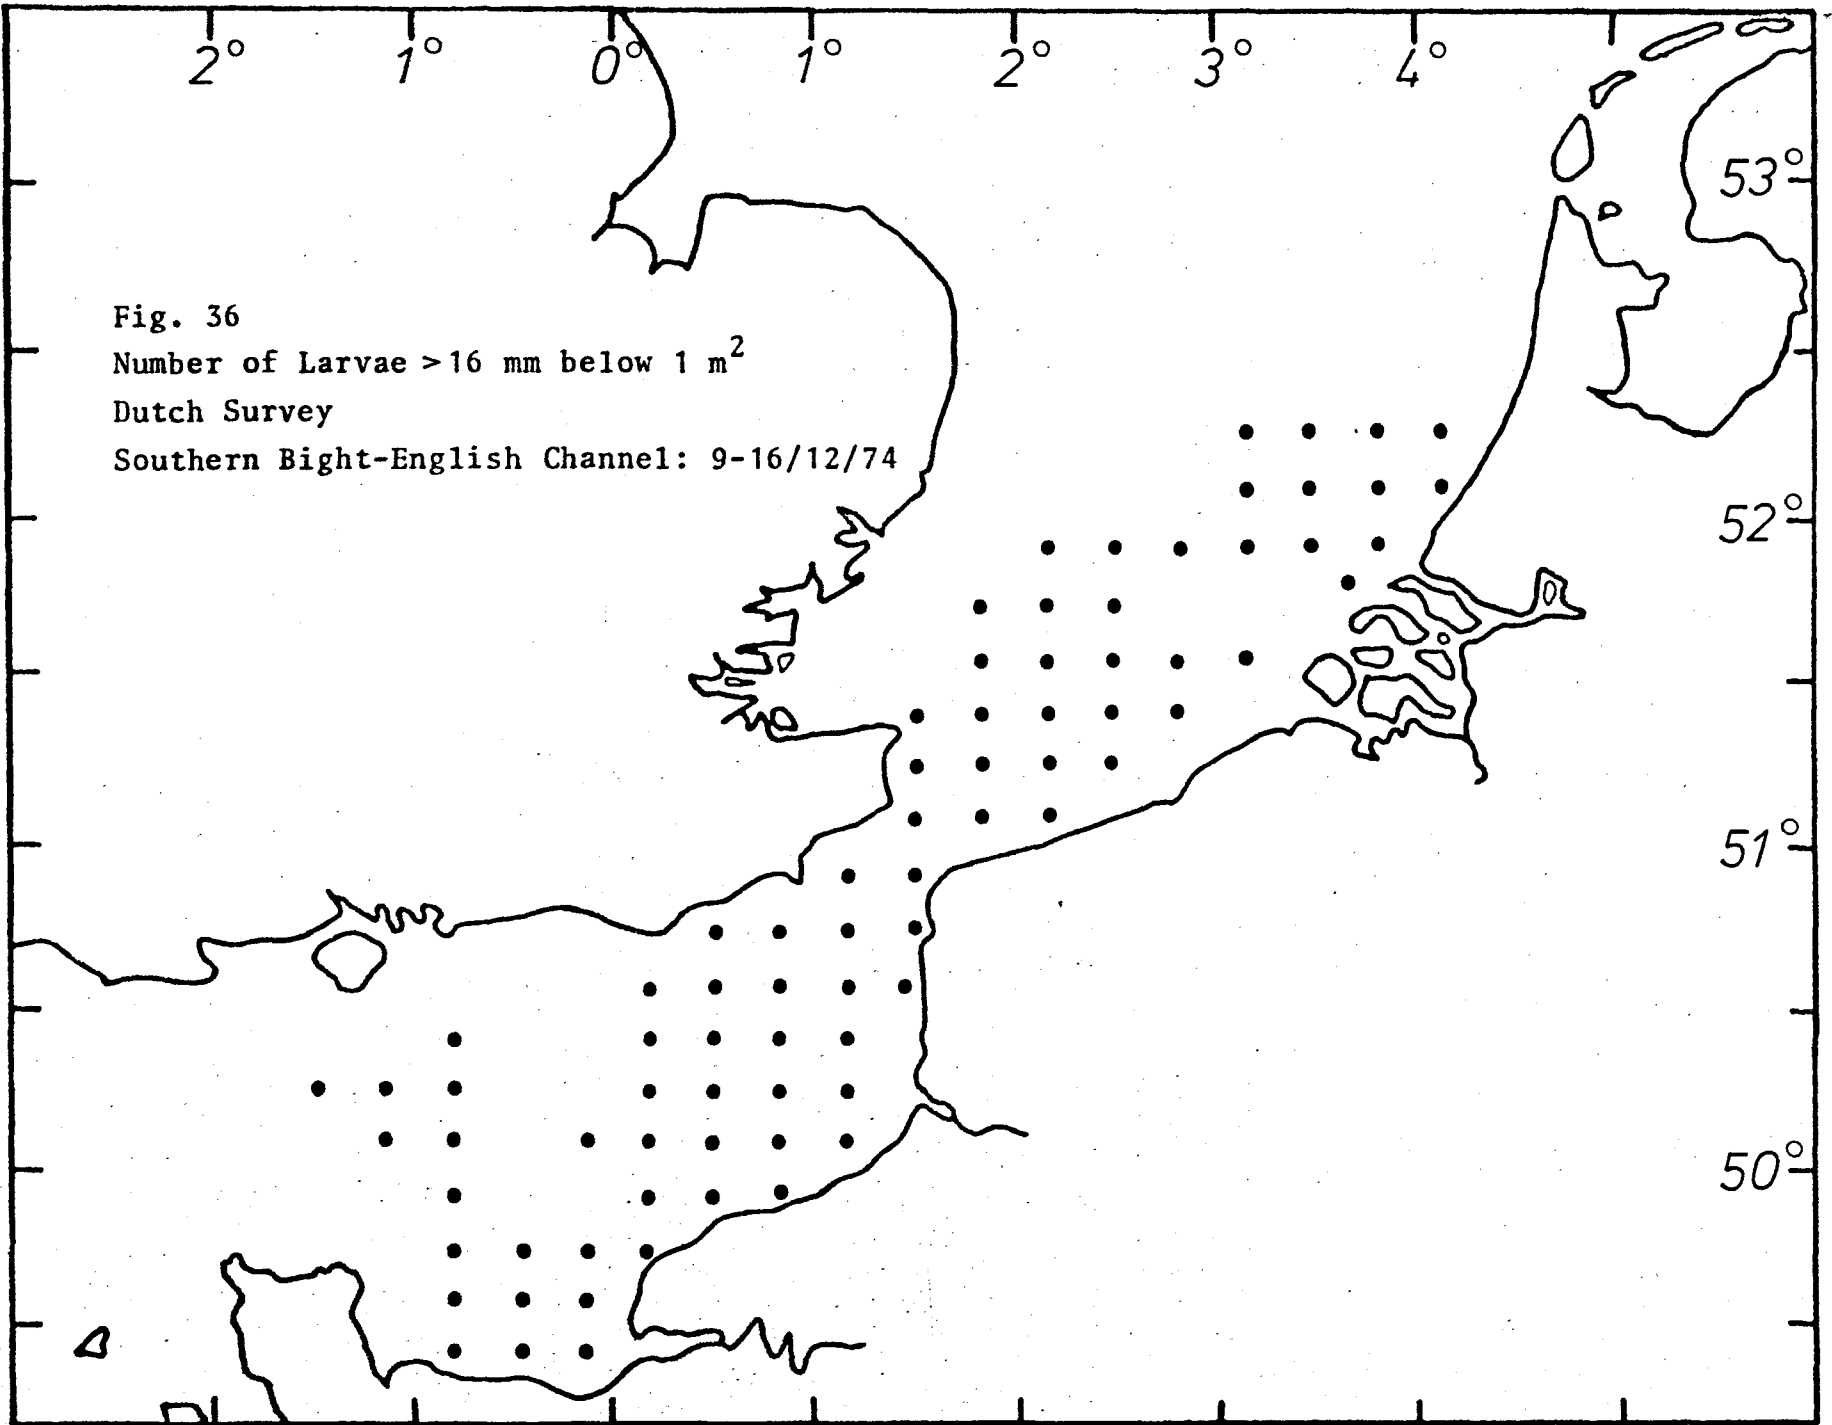 2° 1° 0° 1° 2° 3° 4°
53°
Fig. 36
Number of Larvae >16 mm below 1 m²
Dutch Survey
Southern Bight-English Channel: 9-16/12/74
52°
51°
50°